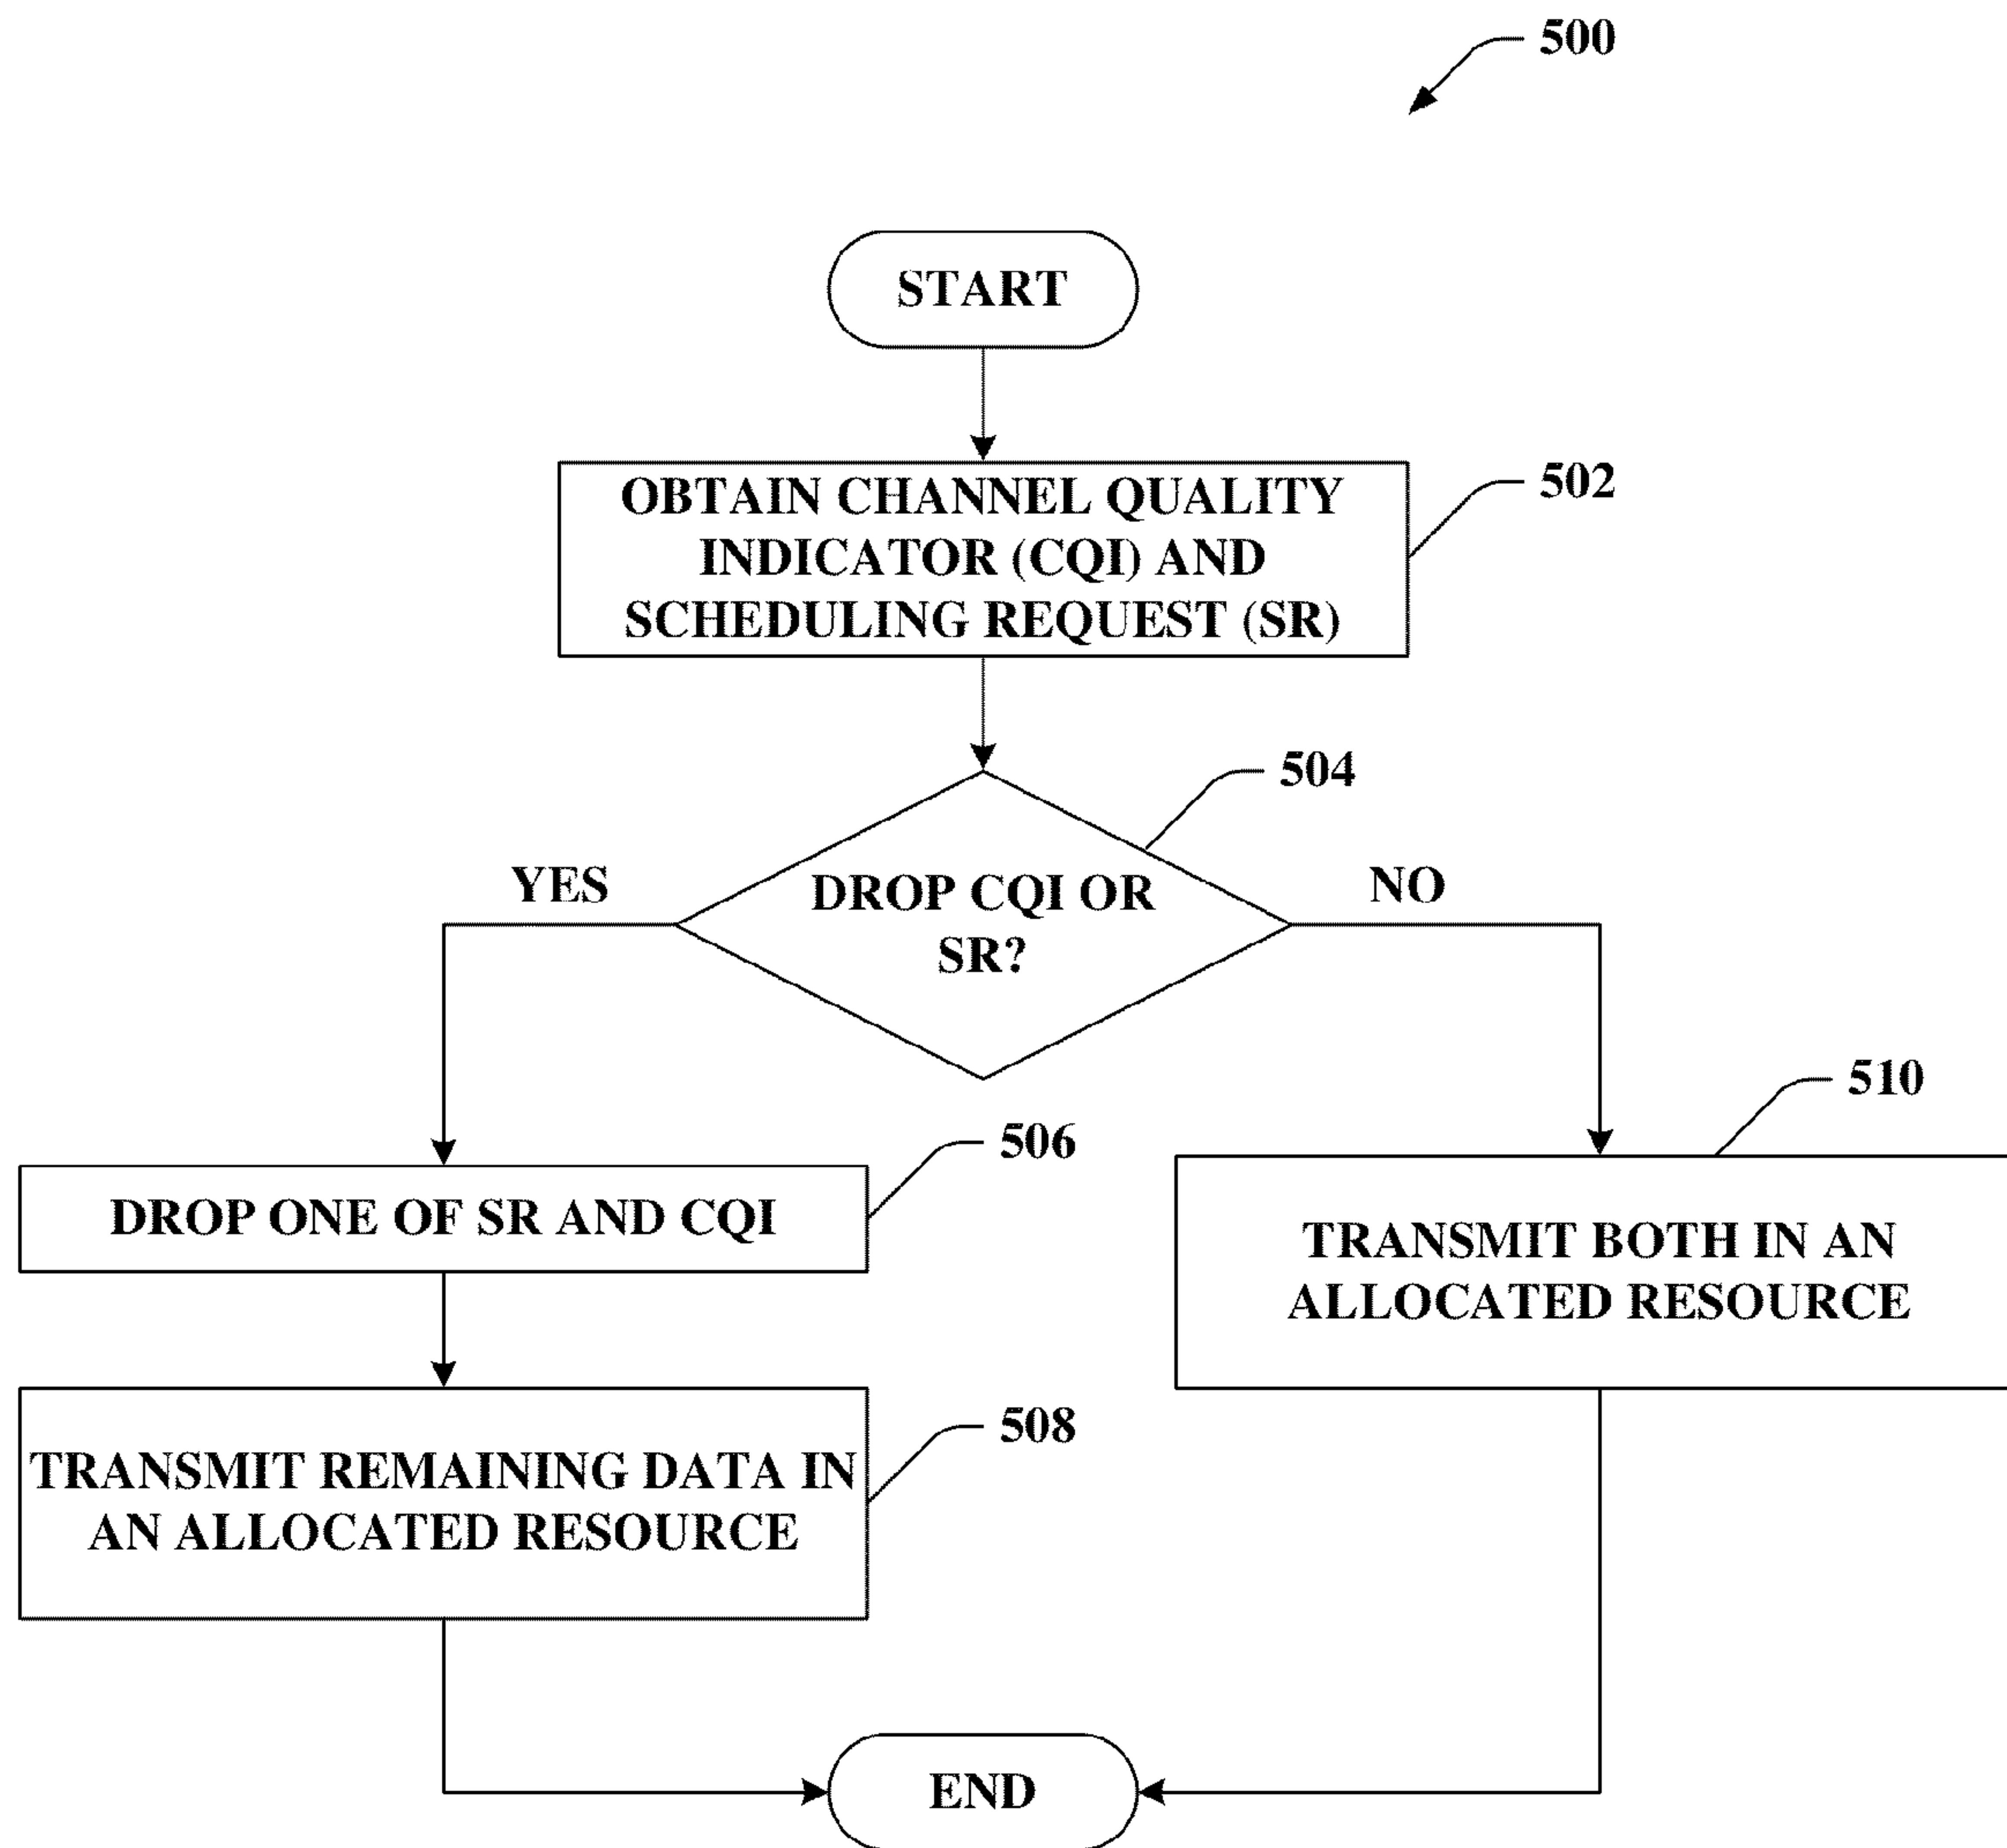 500
START
OBTAIN CHANNEL QUALITY
INDICATOR (CQI) AND
SCHEDULING REQUEST (SR)
502
504
YES
DROP CQI OR
SR?
NO
506
DROP ONE OF SR AND CQI
510
TRANSMIT BOTH IN AN
ALLOCATED RESOURCE
508
TRANSMIT REMAINING DATA IN
AN ALLOCATED RESOURCE
END